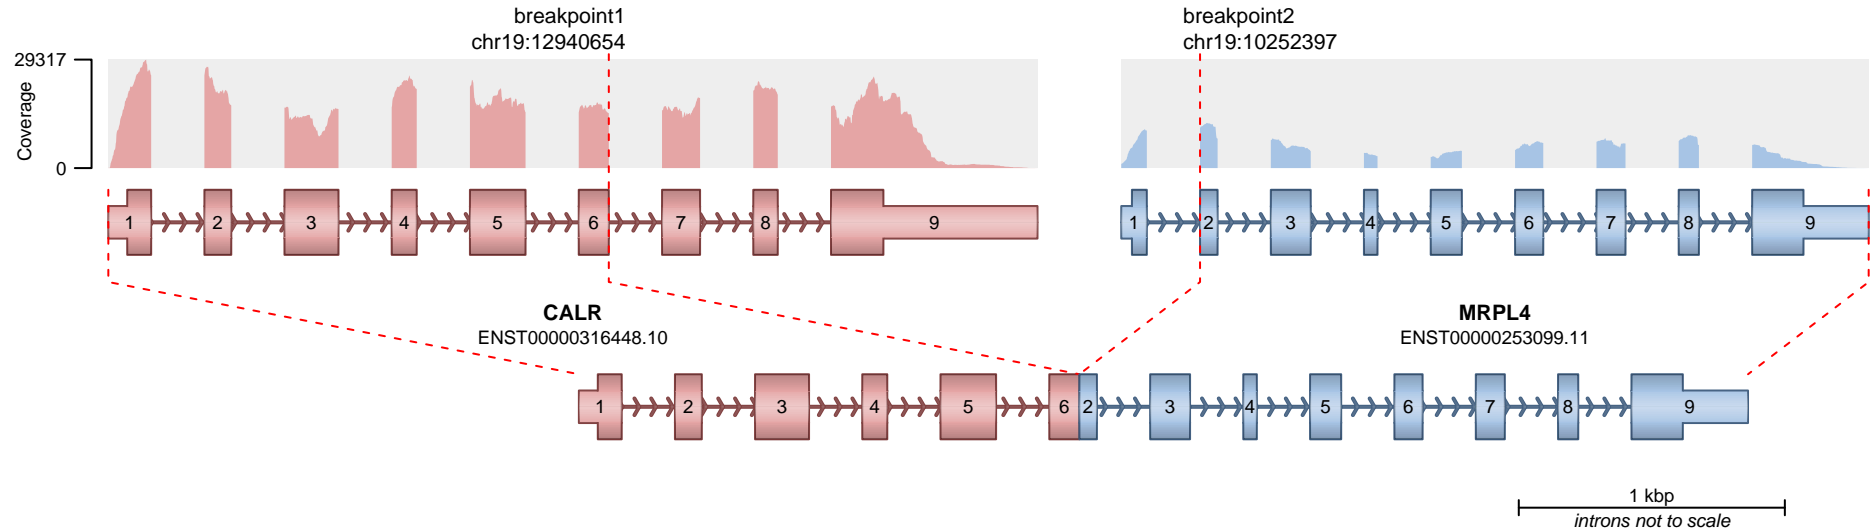 breakpoint1
chr19:12940654
breakpoint2
chr19:10252397
29317
Coverage
0
1 2 3 4 5 6 7 8 9
1 2 3 4 5 6 7 8 9
CALR
ENST00000316448.10
MRPL4
ENST00000253099.11
1 2 3 4 5 6 2 3 4 5 6 7 8 9
1 kbp
introns not to scale